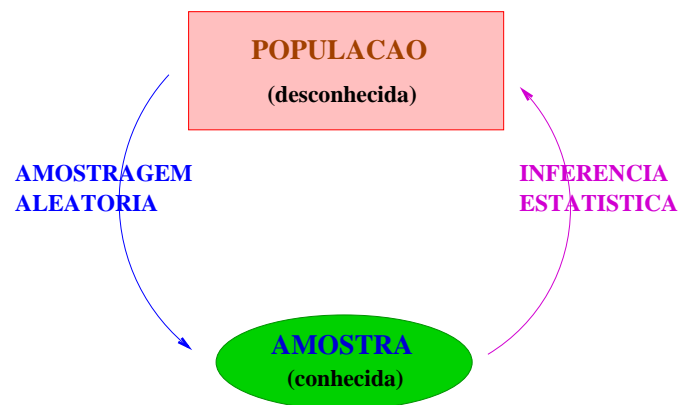 POPULACAO
(desconhecida)
AMOSTRAGEM
ALEATORIA
INFERENCIA
ESTATISTICA
AMOSTRA
(conhecida)